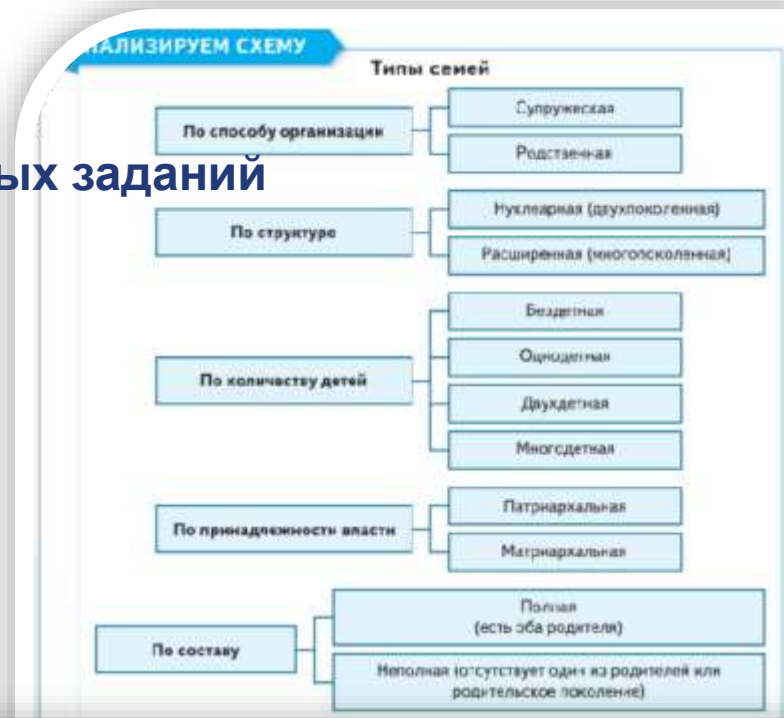 НАЛИЗИРУЕМ СХЕМУ
Типы семей
ых заданий
По способу организации
Супружеская
Родственная
По структуре
Нуклеарная (двухпоколенная)
Расширенная (многопоколенная)
По количеству детей
Бездетная
Однодетная
Двухдетная
Многодетная
По принадлежности власти
Патриархальная
Матриархальная
По составу
Полная
(есть оба родителя)
Неполная (отсутствует один из родителей или
родительское поколение)